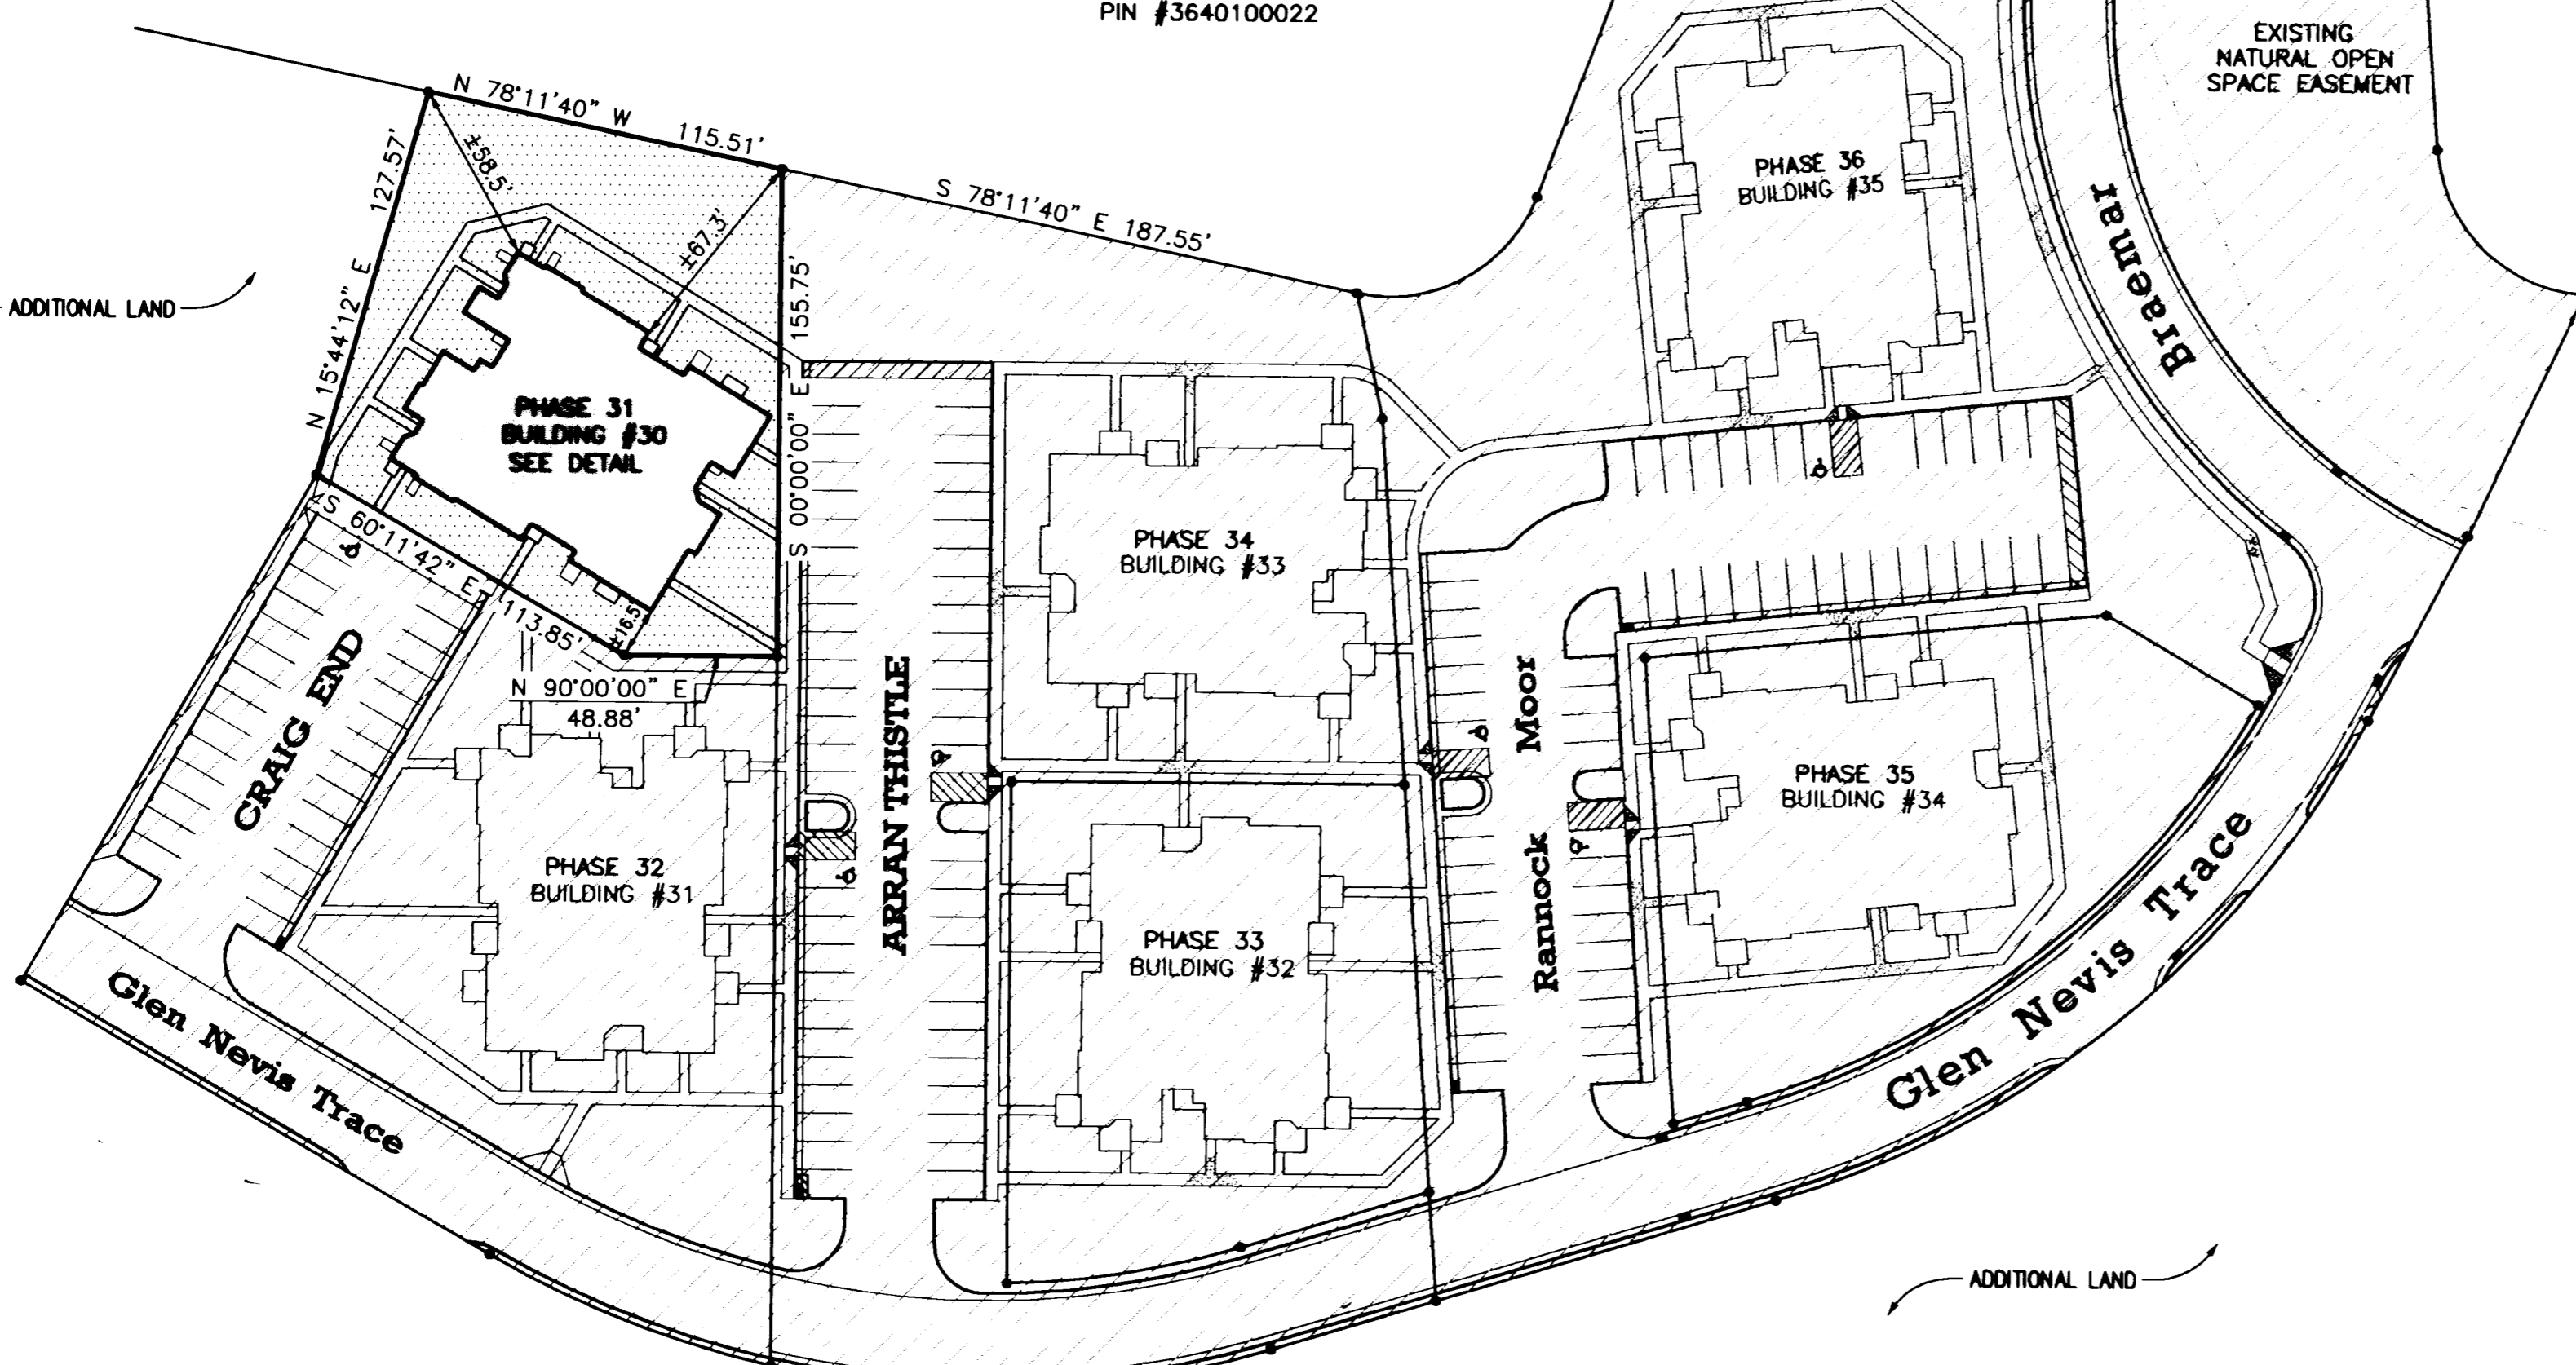 PIN #3640100022
EXISTING
NATURAL OPEN
SPACE EASEMENT
N 78°11'40" W 115.51'
127.57'
N 15°44'12" E
±58.5'
±67.3'
S 78°11'40" E 187.55'
155.75'
S 00°00'00" E
ADDITIONAL LAND
PHASE 31
BUILDING #30
SEE DETAIL
S 60°11'42" E
113.85'
±16.5'
N 90°00'00" E
48.88'
PHASE 36
BUILDING #35
Braemar
PHASE 34
BUILDING #33
CRAIG END
ARRAN THISTLE
Rannock Moor
PHASE 35
BUILDING #34
PHASE 32
BUILDING #31
PHASE 33
BUILDING #32
Glen Nevis Trace
Glen Nevis Trace
ADDITIONAL LAND